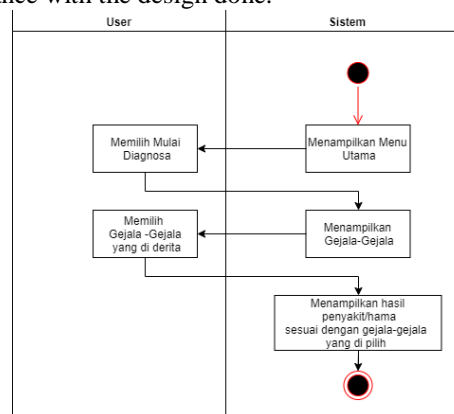 nce with the design done.
User
Sistem
Menampilkan Menu
Utama
Memilih Mulai
Diagnosa
Menampilkan
Gejala-Gejala
Memilih
Gejala -Gejala
yang di derita
Menampilkan hasil
penyakit/hama
sesuai dengan gejala-gejala
yang di pilih